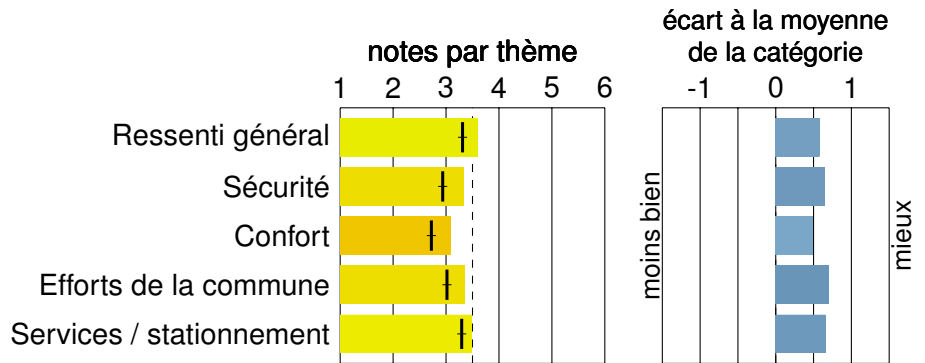 notes par thème
1 2 3 4 5 6
écart à la moyenne
de la catégorie
-1 0 1
Ressenti général
Sécurité
Confort
Efforts de la commune
Services / stationnement
moins bien
mieux